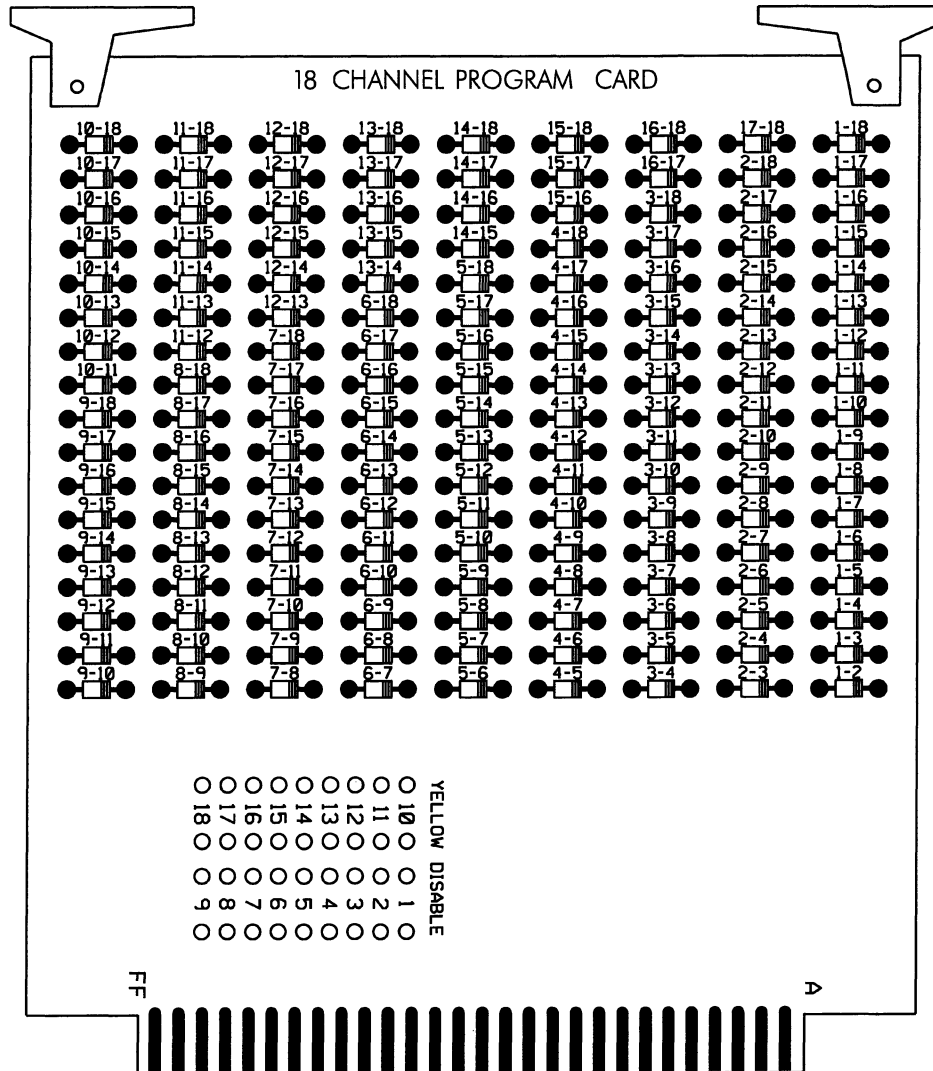 18 CHANNEL PROGRAM CARD
10-18 11-18 12-18 13-18 14-18 15-18 16-18 17-18 1-18
10-17 11-17 12-17 13-17 14-17 15-17 16-17 2-18 1-17
10-16 11-16 12-16 13-16 14-16 15-16 3-18 2-17 1-16
10-15 11-15 12-15 13-15 14-15 4-18 3-17 2-16 1-15
10-14 11-14 12-14 13-14 5-18 4-17 3-16 2-15 1-14
10-13 11-13 12-13 6-18 5-17 4-16 3-15 2-14 1-13
10-12 11-12 7-18 6-17 5-16 4-15 3-14 2-13 1-12
10-11 8-18 7-17 6-16 5-15 4-14 3-13 2-12 1-11
9-18 8-17 7-16 6-15 5-14 4-13 3-12 2-11 1-10
9-17 8-16 7-15 6-14 5-13 4-12 3-11 2-10 1-9
9-16 8-15 7-14 6-13 5-12 4-11 3-10 2-9 1-8
9-15 8-14 7-13 6-12 5-11 4-10 3-9 2-8 1-7
9-14 8-13 7-12 6-11 5-10 4-9 3-8 2-7 1-6
9-13 8-12 7-11 6-10 5-9 4-8 3-7 2-6 1-5
9-12 8-11 7-10 6-9 5-8 4-7 3-6 2-5 1-4
9-11 8-10 7-9 6-8 5-7 4-6 3-5 2-4 1-3
9-10 8-9 7-8 6-7 5-6 4-5 3-4 2-3 1-2
YELLOW DISABLE
10 1
11 2
12 3
13 4
14 5
15 6
16 7
17 8
18 9
FF
A